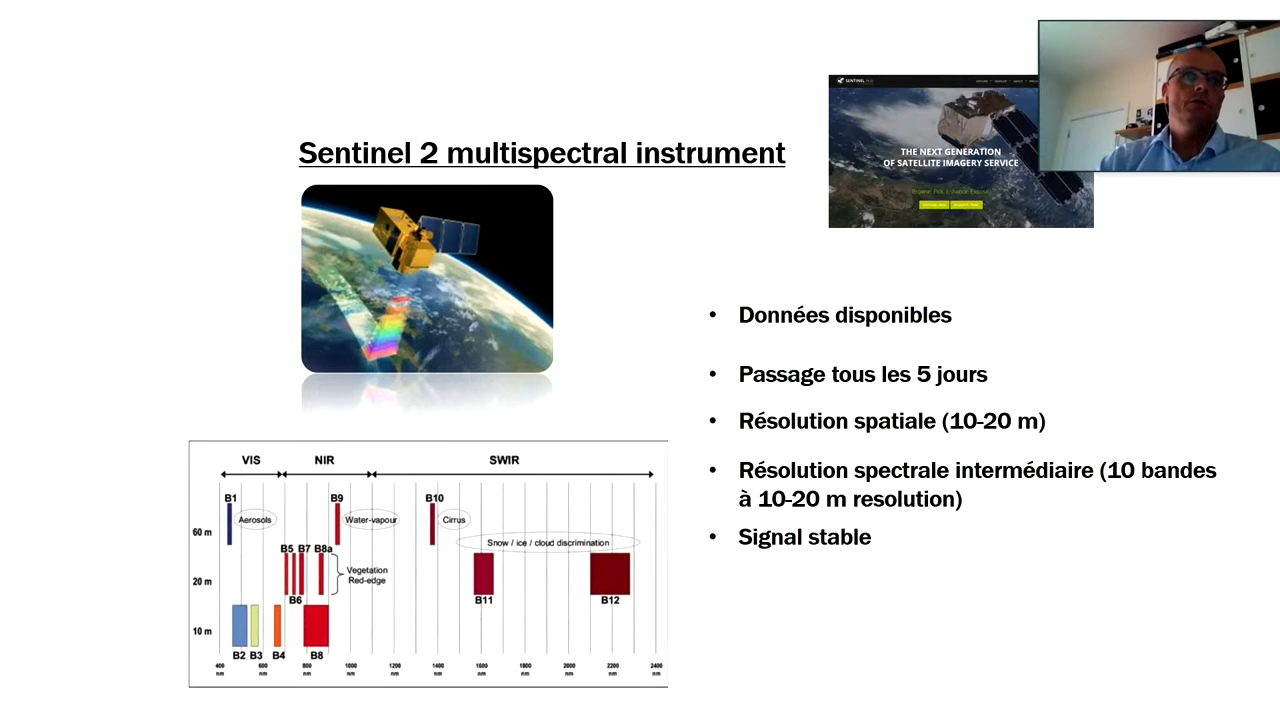 SENTINEL
THE NEXT GENERATION
OF SATELLITE IMAGERY SERVICE
Sentinel 2 multispectral instrument
• Données disponibles
• Passage tous les 5 jours
• Résolution spatiale (10-20 m)
• Résolution spectrale intermédiaire (10 bandes
à 10-20 m resolution)
• Signal stable
VIS NIR SWIR
B1 B9 B10
Aerosols Water-vapour Cirrus
60 m
Snow / ice / cloud discrimination
B5 B7 B8a
Vegetation
Red-edge
20 m
B6 B11 B12
10 m
B2 B3 B4 B8
400 600 800 1000 1200 1400 1600 1800 2000 2200 2400
nm nm nm nm nm nm nm nm nm nm nm